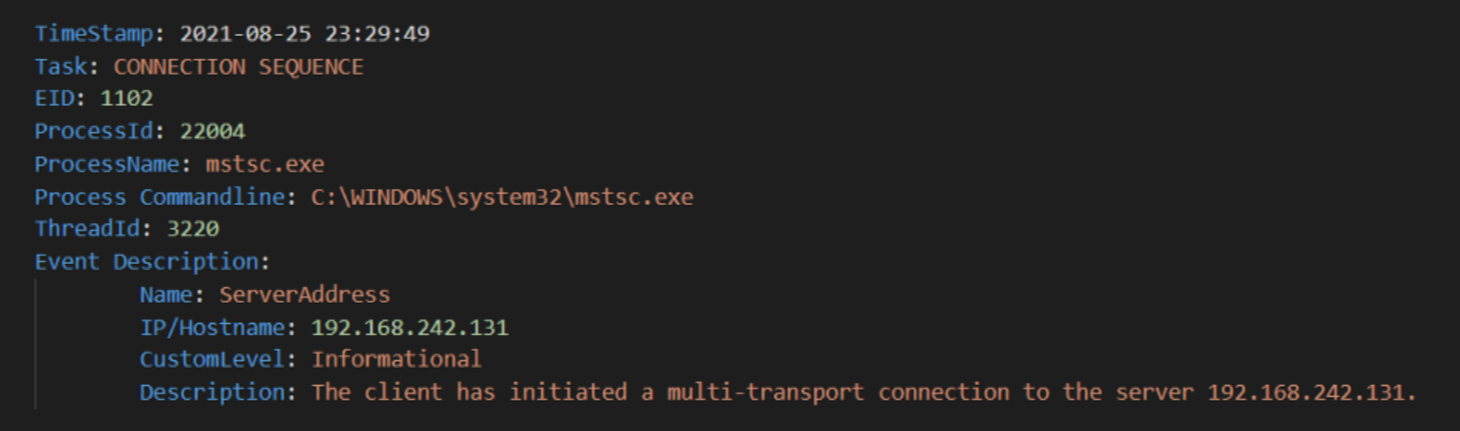 TimeStamp: 2021-08-25 23:29:49
Task: CONNECTION SEQUENCE
EID: 1102
ProcessId: 22004
ProcessName: mstsc.exe
Process Commandline: C:\WINDOWS\system32\mstsc.exe
ThreadId: 3220
Event Description:
Name: ServerAddress
IP/Hostname: 192.168.242.131
CustomLevel: Informational
Description: The client has initiated a multi-transport connection to the server 192.168.242.131.